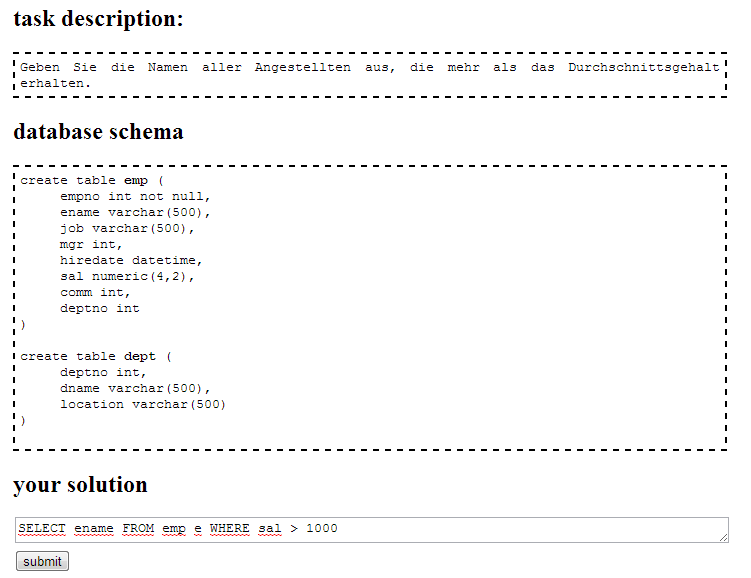 task description:
Geben Sie die Namen aller Angestellten aus, die mehr als das Durchschnittsgehalt
erhalten.
database schema
create table emp (
empno int not null,
ename varchar(500),
job varchar(500),
mgr int,
hiredate datetime,
sal numeric(4,2),
comm int,
deptno int
)
create table dept (
deptno int,
dname varchar(500),
location varchar(500)
)
your solution
SELECT ename FROM emp e WHERE sal > 1000
submit